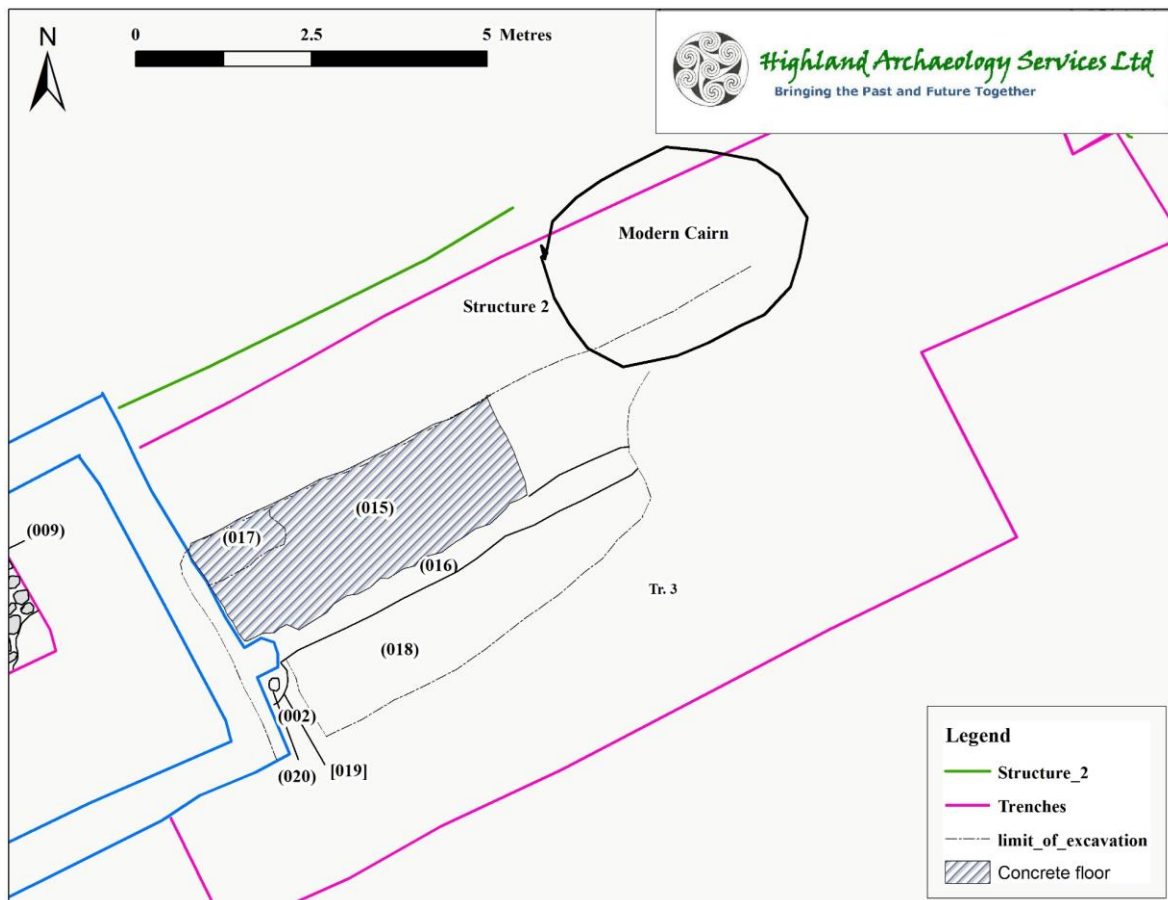 N
0 2.5 5 Metres
Highland Archaeology Services Ltd
Bringing the Past and Future Together
Modern Cairn
Structure 2
(015)
(017)
(009)
(016)
Tr. 3
(018)
(002)
(020)
[019]
Legend
Structure_2
Trenches
limit_of_excavation
Concrete floor